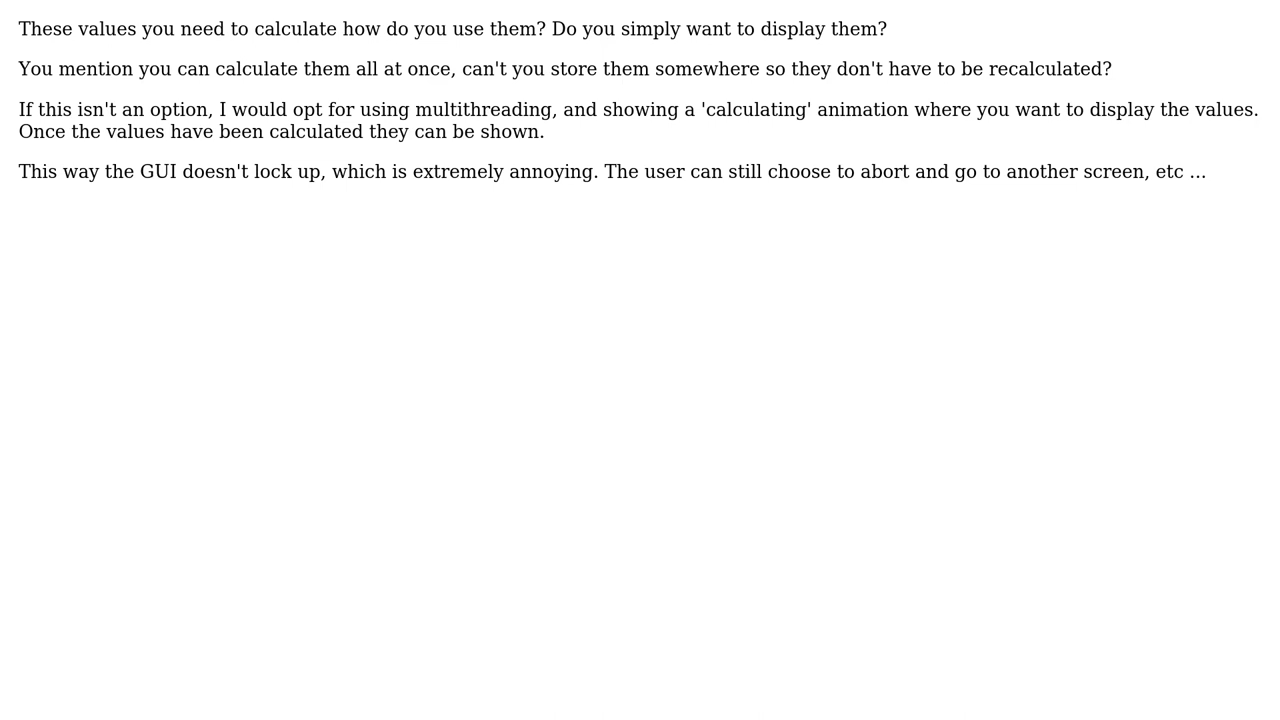 These values you need to calculate how do you use them? Do you simply want to display them?
You mention you can calculate them all at once, can't you store them somewhere so they don't have to be recalculated?
If this isn't an option, I would opt for using multithreading, and showing a 'calculating' animation where you want to display the values.
Once the values have been calculated they can be shown.
This way the GUI doesn't lock up, which is extremely annoying. The user can still choose to abort and go to another screen, etc ...